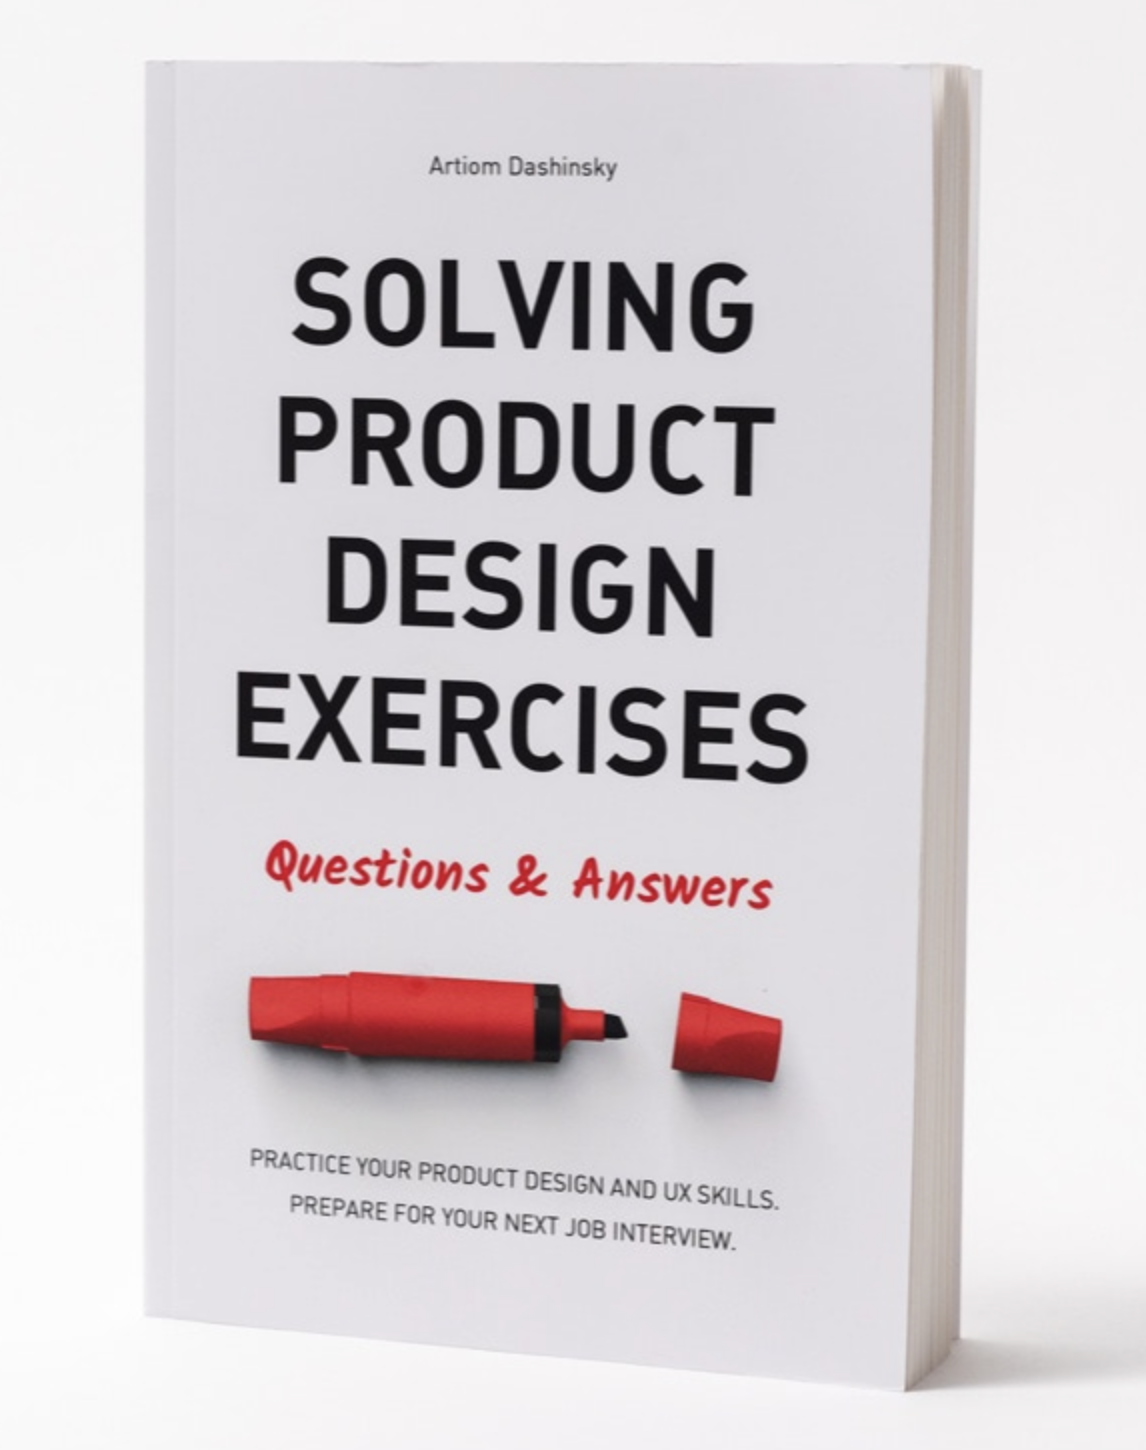 Artiom Dashinsky
SOLVING
PRODUCT
DESIGN
EXERCISES
Questions & Answers
PRACTICE YOUR PRODUCT DESIGN AND UX SKILLS.
PREPARE FOR YOUR NEXT JOB INTERVIEW.